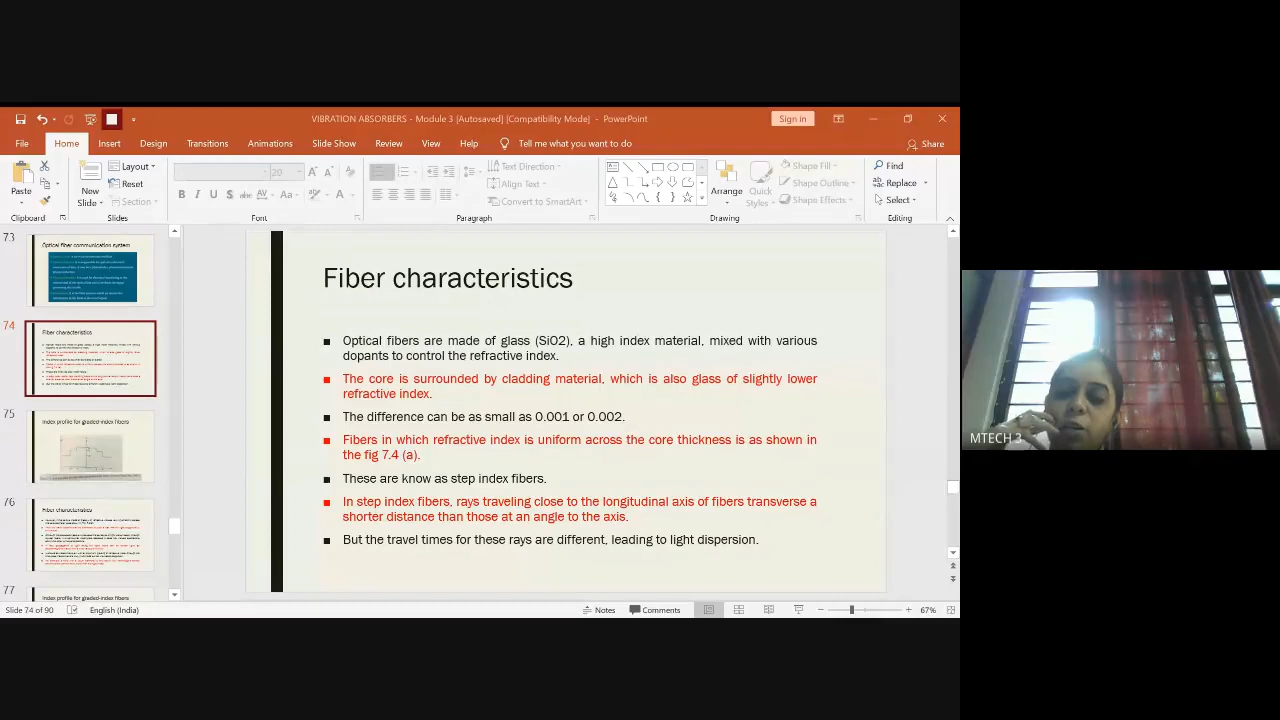 VIBRATION ABSORBERS - Module 3 [Autosaved] [Compatibility Mode] - PowerPoint
Sign in
File Home Insert Design Transitions Animations Slide Show Review View Help Tell me what you want to do
Share
Paste
Clipboard
New
Slide
Layout
Reset
Section
Slides
20
Font
Text Direction
Align Text
Convert to SmartArt
Paragraph
Arrange
Quick
Styles
Shape Fill
Shape Outline
Shape Effects
Drawing
Find
Replace
Select
Editing
73
Optical fiber communication system
74
Fiber characteristics
75
Index profile for graded-index fibers
76
Fiber characteristics
77
Index profile for graded-index fibers
Fiber characteristics
Optical fibers are made of glass (SiO2), a high index material, mixed with various
dopants to control the refractive index.
The core is surrounded by cladding material, which is also glass of slightly lower
refractive index.
The difference can be as small as 0.001 or 0.002.
Fibers in which refractive index is uniform across the core thickness is as shown in
the fig 7.4 (a).
These are know as step index fibers.
In step index fibers, rays traveling close to the longitudinal axis of fibers transverse a
shorter distance than those at an angle to the axis.
But the travel times for these rays are different, leading to light dispersion.
Slide 74 of 90 English (India) Notes Comments 67%
MTECH 3